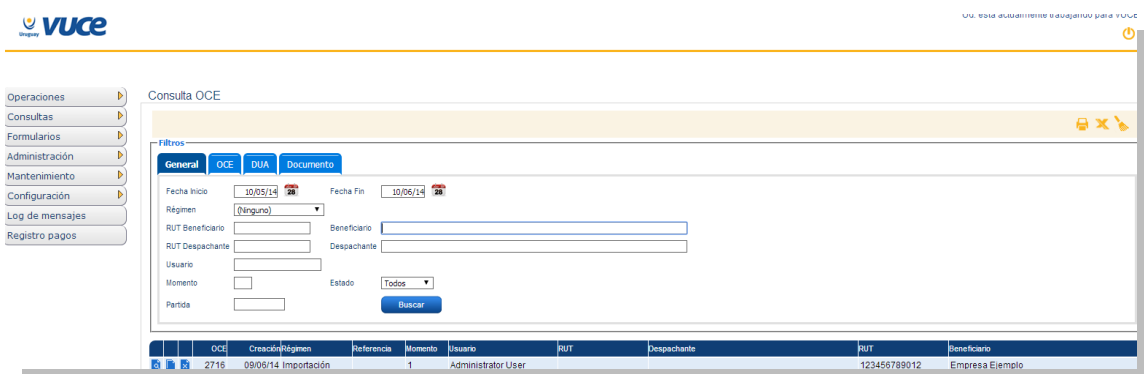 Ud. está actualmente trabajando para VUCE
Uruguay VUCE
Operaciones
Consultas
Formularios
Administración
Mantenimiento
Configuración
Log de mensajes
Registro pagos
Consulta OCE
Filtros
General OCE DUA Documento
Fecha Inicio 10/05/14 28 Fecha Fin 10/06/14 28
Régimen (Ninguno)
RUT Beneficiario Beneficiario
RUT Despachante Despachante
Usuario
Momento Estado Todos
Partida Buscar
OCE Creación Régimen Referencia Momento Usuario RUT Despachante RUT Beneficiario
2716 09/06/14 Importación 1 Administrator User 123456789012 Empresa Ejemplo